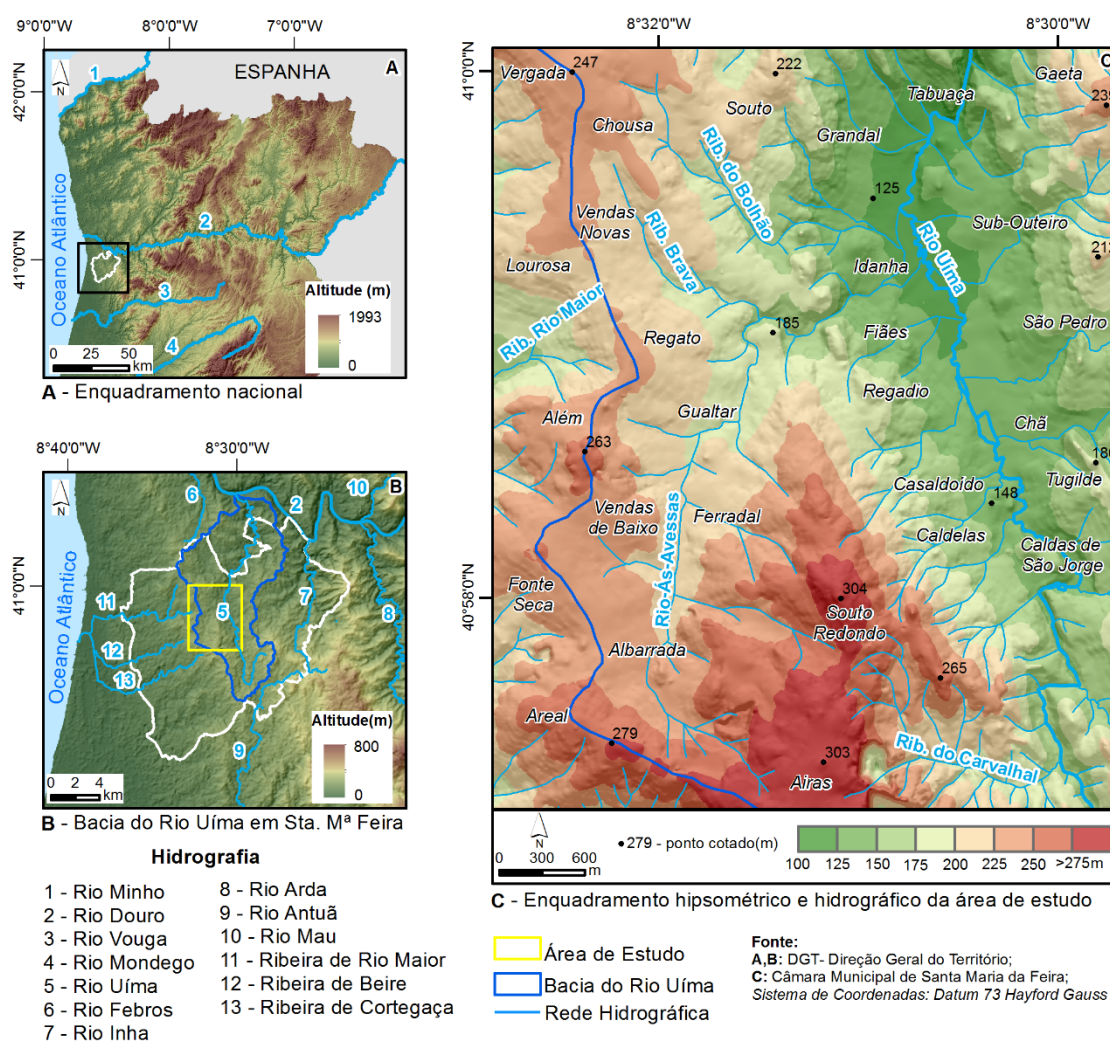 9°0'0"W 8°0'0"W 7°0'0"W
42°0'0"N
41°0'0"N
1
ESPANHA
A
N
Oceano Atlântico
2
3
4
Altitude (m)
1993
0
0 25 50
km
A - Enquadramento nacional
8°40'0"W 8°30'0"W
41°0'0"N
N
B
6
2
10
Oceano Atlântico
11
5
7
8
12
13
9
Altitude(m)
800
0
0 2 4
km
B - Bacia do Rio Uíma em Sta. Mª Feira
Hidrografia
1 - Rio Minho
2 - Rio Douro
3 - Rio Vouga
4 - Rio Mondego
5 - Rio Uíma
6 - Rio Febros
7 - Rio Inha
8 - Rio Arda
9 - Rio Antuã
10 - Rio Mau
11 - Ribeira de Rio Maior
12 - Ribeira de Beire
13 - Ribeira de Cortegaça
8°32'0"W 8°30'0"W
41°0'0"N
40°58'0"N
C
Vergada
247
222
Gaeta
239
Tabuaça
Souto
Chousa
Grandal
Rib. do Bolhão
125
Vendas
Novas
Rib. Brava
Sub-Outeiro
Lourosa
Idanha
Rio Uíma
Rib. Rio Maior
185
São Pedro
Fiães
Regato
Regadio
Gualtar
Além
Chã
263
Tugilde
Casaldoído
148
Vendas
de Baixo
Ferradal
Caldelas
Caldas de
São Jorge
Rio-Ás-Avessas
Fonte
Seca
304
Souto
Redondo
Albarrada
265
Areal
279
303
Airas
Rib. do Carvalhal
N
0 300 600
m
279 - ponto cotado(m)
100 125 150 175 200 225 250 >275m
C - Enquadramento hipsométrico e hidrográfico da área de estudo
Área de Estudo
Bacia do Rio Uíma
Rede Hidrográfica
Fonte:
A,B: DGT- Direção Geral do Território;
C: Câmara Municipal de Santa Maria da Feira;
Sistema de Coordenadas: Datum 73 Hayford Gauss